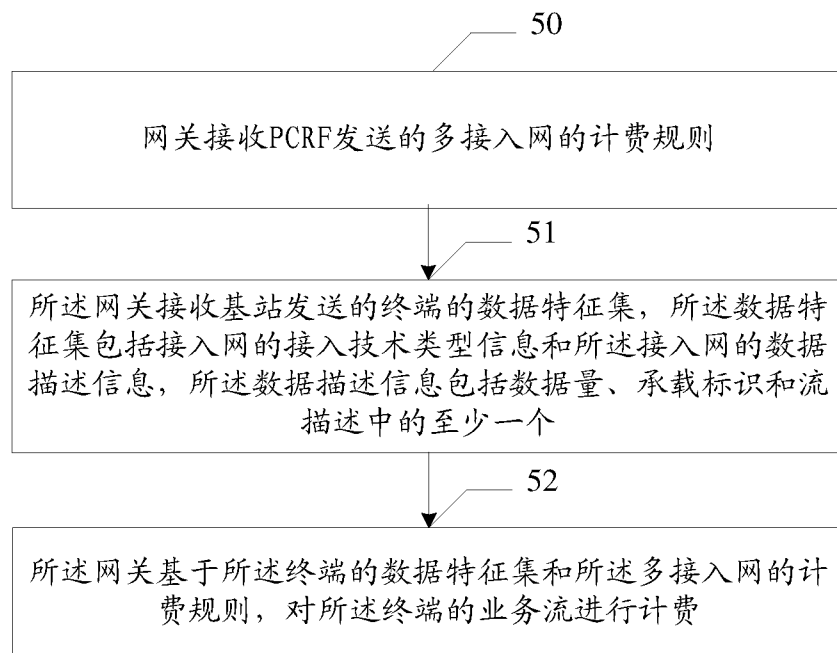 50
网关接收PCRF发送的多接入网的计费规则
51
所述网关接收基站发送的终端的数据特征集，所述数据特
征集包括接入网的接入技术类型信息和所述接入网的数据
描述信息，所述数据描述信息包括数据量、承载标识和流
描述中的至少一个
52
所述网关基于所述终端的数据特征集和所述多接入网的计
费规则，对所述终端的业务流进行计费